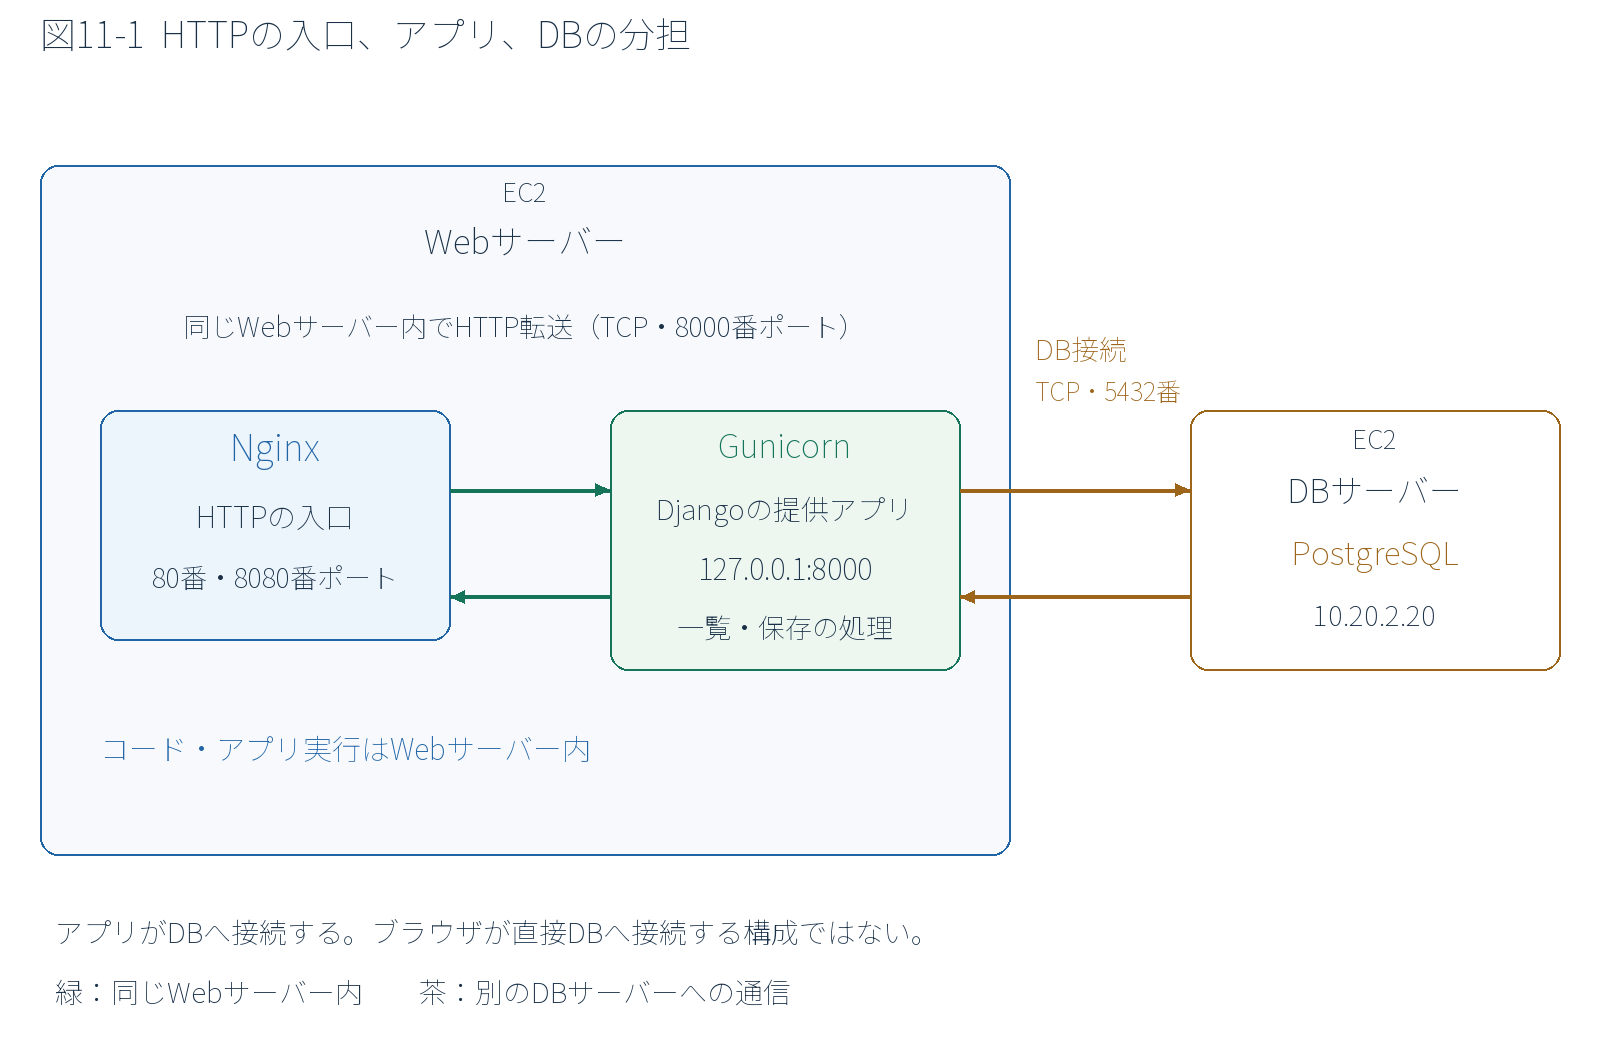 図11-1 HTTPの入口、アプリ、DBの分担
EC2
Webサーバー
同じWebサーバー内でHTTP転送（TCP・8000番ポート）
Nginx
HTTPの入口
80番・8080番ポート
Gunicorn
Djangoの提供アプリ
127.0.0.1:8000
一覧・保存の処理
DB接続
TCP・5432番
EC2
DBサーバー
PostgreSQL
10.20.2.20
コード・アプリ実行はWebサーバー内
アプリがDBへ接続する。ブラウザが直接DBへ接続する構成ではない。
緑：同じWebサーバー内　茶：別のDBサーバーへの通信